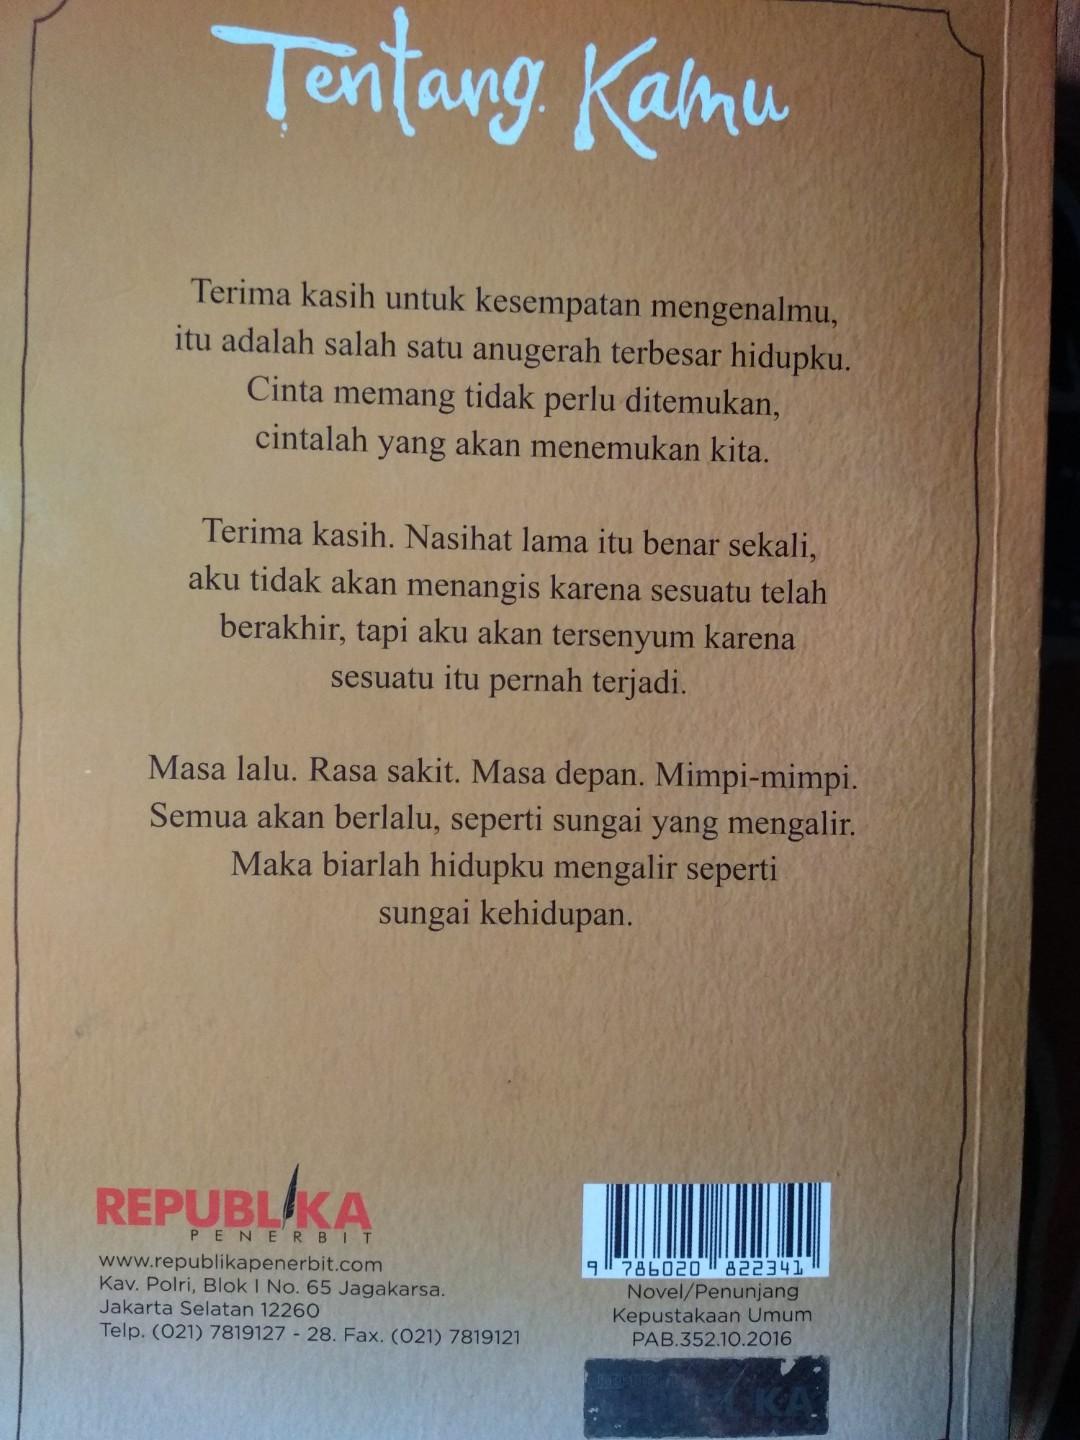 Tentang Kamu
Terima kasih untuk kesempatan mengenalmu,
itu adalah salah satu anugerah terbesar hidupku.
Cinta memang tidak perlu ditemukan,
cintalah yang akan menemukan kita.
Terima kasih. Nasihat lama itu benar sekali,
aku tidak akan menangis karena sesuatu telah
berakhir, tapi aku akan tersenyum karena
sesuatu itu pernah terjadi.
Masa lalu. Rasa sakit. Masa depan. Mimpi-mimpi.
Semua akan berlalu, seperti sungai yang mengalir.
Maka biarlah hidupku mengalir seperti
sungai kehidupan.
REPUBLIKA
PENERBIT
www.republikapenerbit.com
Kav. Polri, Blok I No. 65 Jagakarsa.
Jakarta Selatan 12260
Telp. (021) 7819127 - 28. Fax. (021) 7819121
9 786020 822341
Novel/Penunjang
Kepustakaan Umum
PAB.352.10.2016